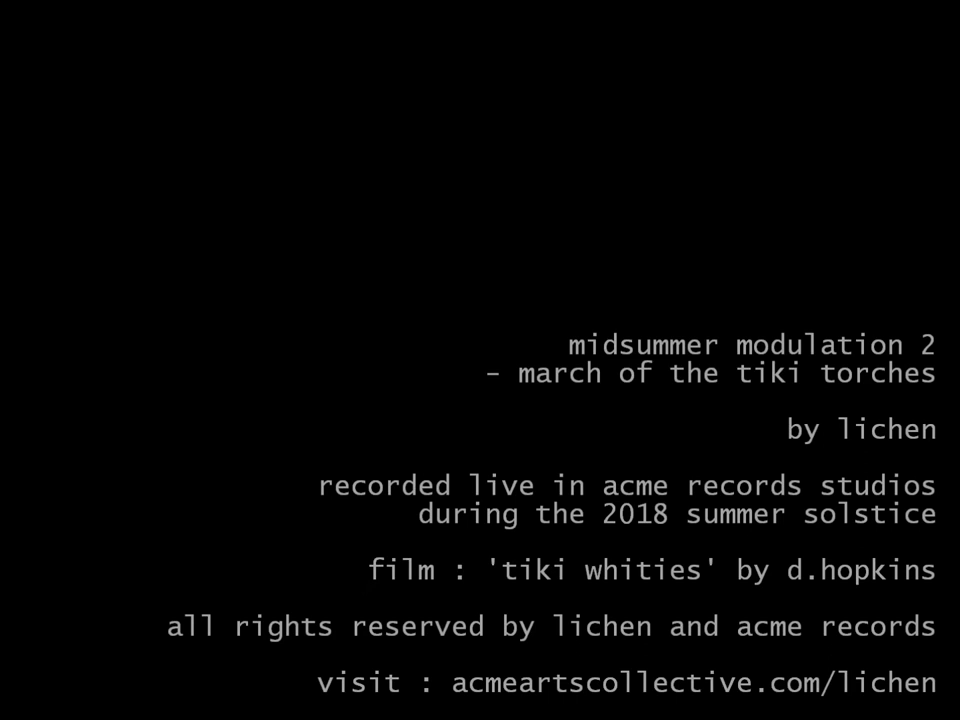 midsummer modulation 2
- march of the tiki torches
by lichen
recorded live in acme records studios
during the 2018 summer solstice
film : 'tiki whities' by d.hopkins
all rights reserved by lichen and acme records
visit : acmeartscollective.com/lichen